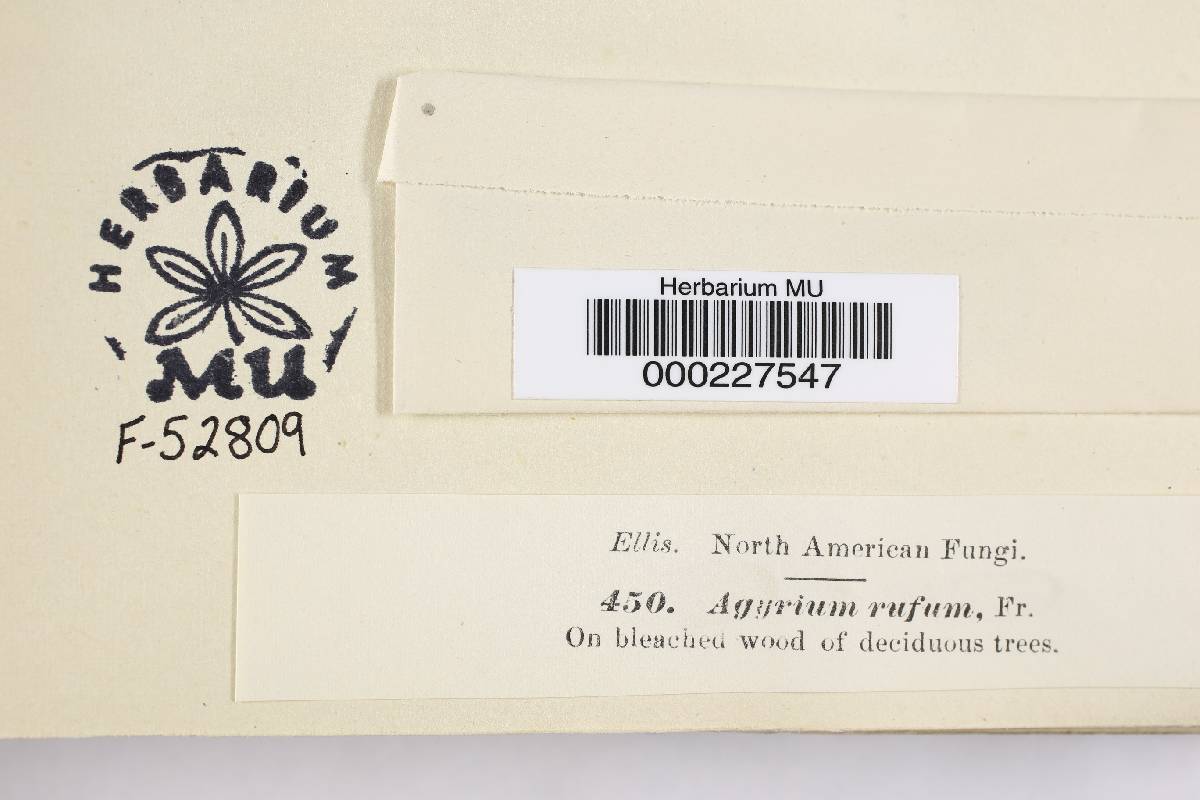 HERBARIUM
MU
F-52809
Herbarium MU
000227547
Ellis. North American Fungi.
450. Agyrium rufum, Fr.
On bleached wood of deciduous trees.